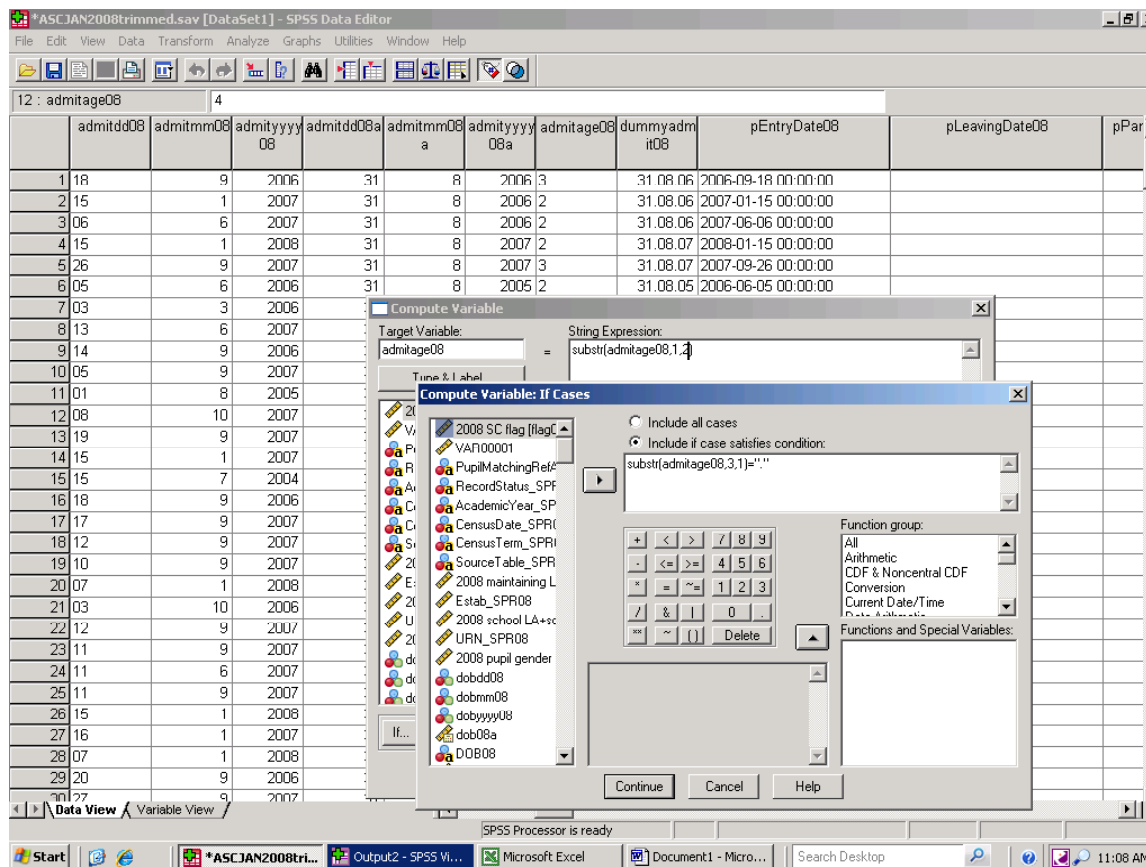 *ASCJAN2008trimmed.sav [DataSet1] - SPSS Data Editor
File Edit View Data Transform Analyze Graphs Utilities Window Help
12 : admitage08 4
admitdd08 admitmm08 admityyyy08 admitdd08a admitmm08a admityyyy08a admitage08 dummyadmit08 pEntryDate08 pLeavingDate08 pPar
1 18 9 2006 31 8 2006 3 31.08.06 2006-09-18 00:00:00
2 15 1 2007 31 8 2006 2 31.08.06 2007-01-15 00:00:00
3 06 6 2007 31 8 2006 2 31.08.06 2007-06-06 00:00:00
4 15 1 2008 31 8 2007 2 31.08.07 2008-01-15 00:00:00
5 26 9 2007 31 8 2007 3 31.08.07 2007-09-26 00:00:00
6 05 6 2006 31 8 2005 2 31.08.05 2006-06-05 00:00:00
7 03 3 2006
8 13 6 2007
9 14 9 2006
10 05 9 2007
11 01 8 2005
12 08 10 2007
13 19 9 2007
14 15 1 2007
15 15 7 2004
16 18 9 2006
17 17 9 2007
18 12 9 2007
19 10 9 2007
20 07 1 2008
21 03 10 2006
22 12 9 2007
23 11 9 2007
24 11 6 2007
25 11 9 2007
26 15 1 2008
27 16 1 2007
28 07 1 2008
29 20 9 2006
30 27 9 2007
Compute Variable
Target Variable: String Expression:
admitage08 = substr(admitage08,1,2)
Type & Label
If...
Compute Variable: If Cases
2008 SC flag [flagC
VAR00001
PupilMatchingRefA
RecordStatus_SPR
AcademicYear_SP
CensusDate_SPR
CensusTerm_SPR
SourceTable_SPR
2008 maintaining L
Estab_SPR08
2008 school LA+sc
URN_SPR08
2008 pupil gender
dobdd08
dobmm08
dobyyyy08
dob08a
DOB08
Include all cases
Include if case satisfies condition:
substr(admitage08,3,1)="."
+ < > 7 8 9
- <= >= 4 5 6
* = ~= 1 2 3
/ & | 0 .
** ~ () Delete
Function group:
All
Arithmetic
CDF & Noncentral CDF
Conversion
Current Date/Time
Date Arithmetic
Functions and Special Variables:
Continue Cancel Help
Data View Variable View
SPSS Processor is ready
Start *ASCJAN2008tri... Output2 - SPSS Vi... Microsoft Excel Document1 - Micro... Search Desktop 11:08 AM